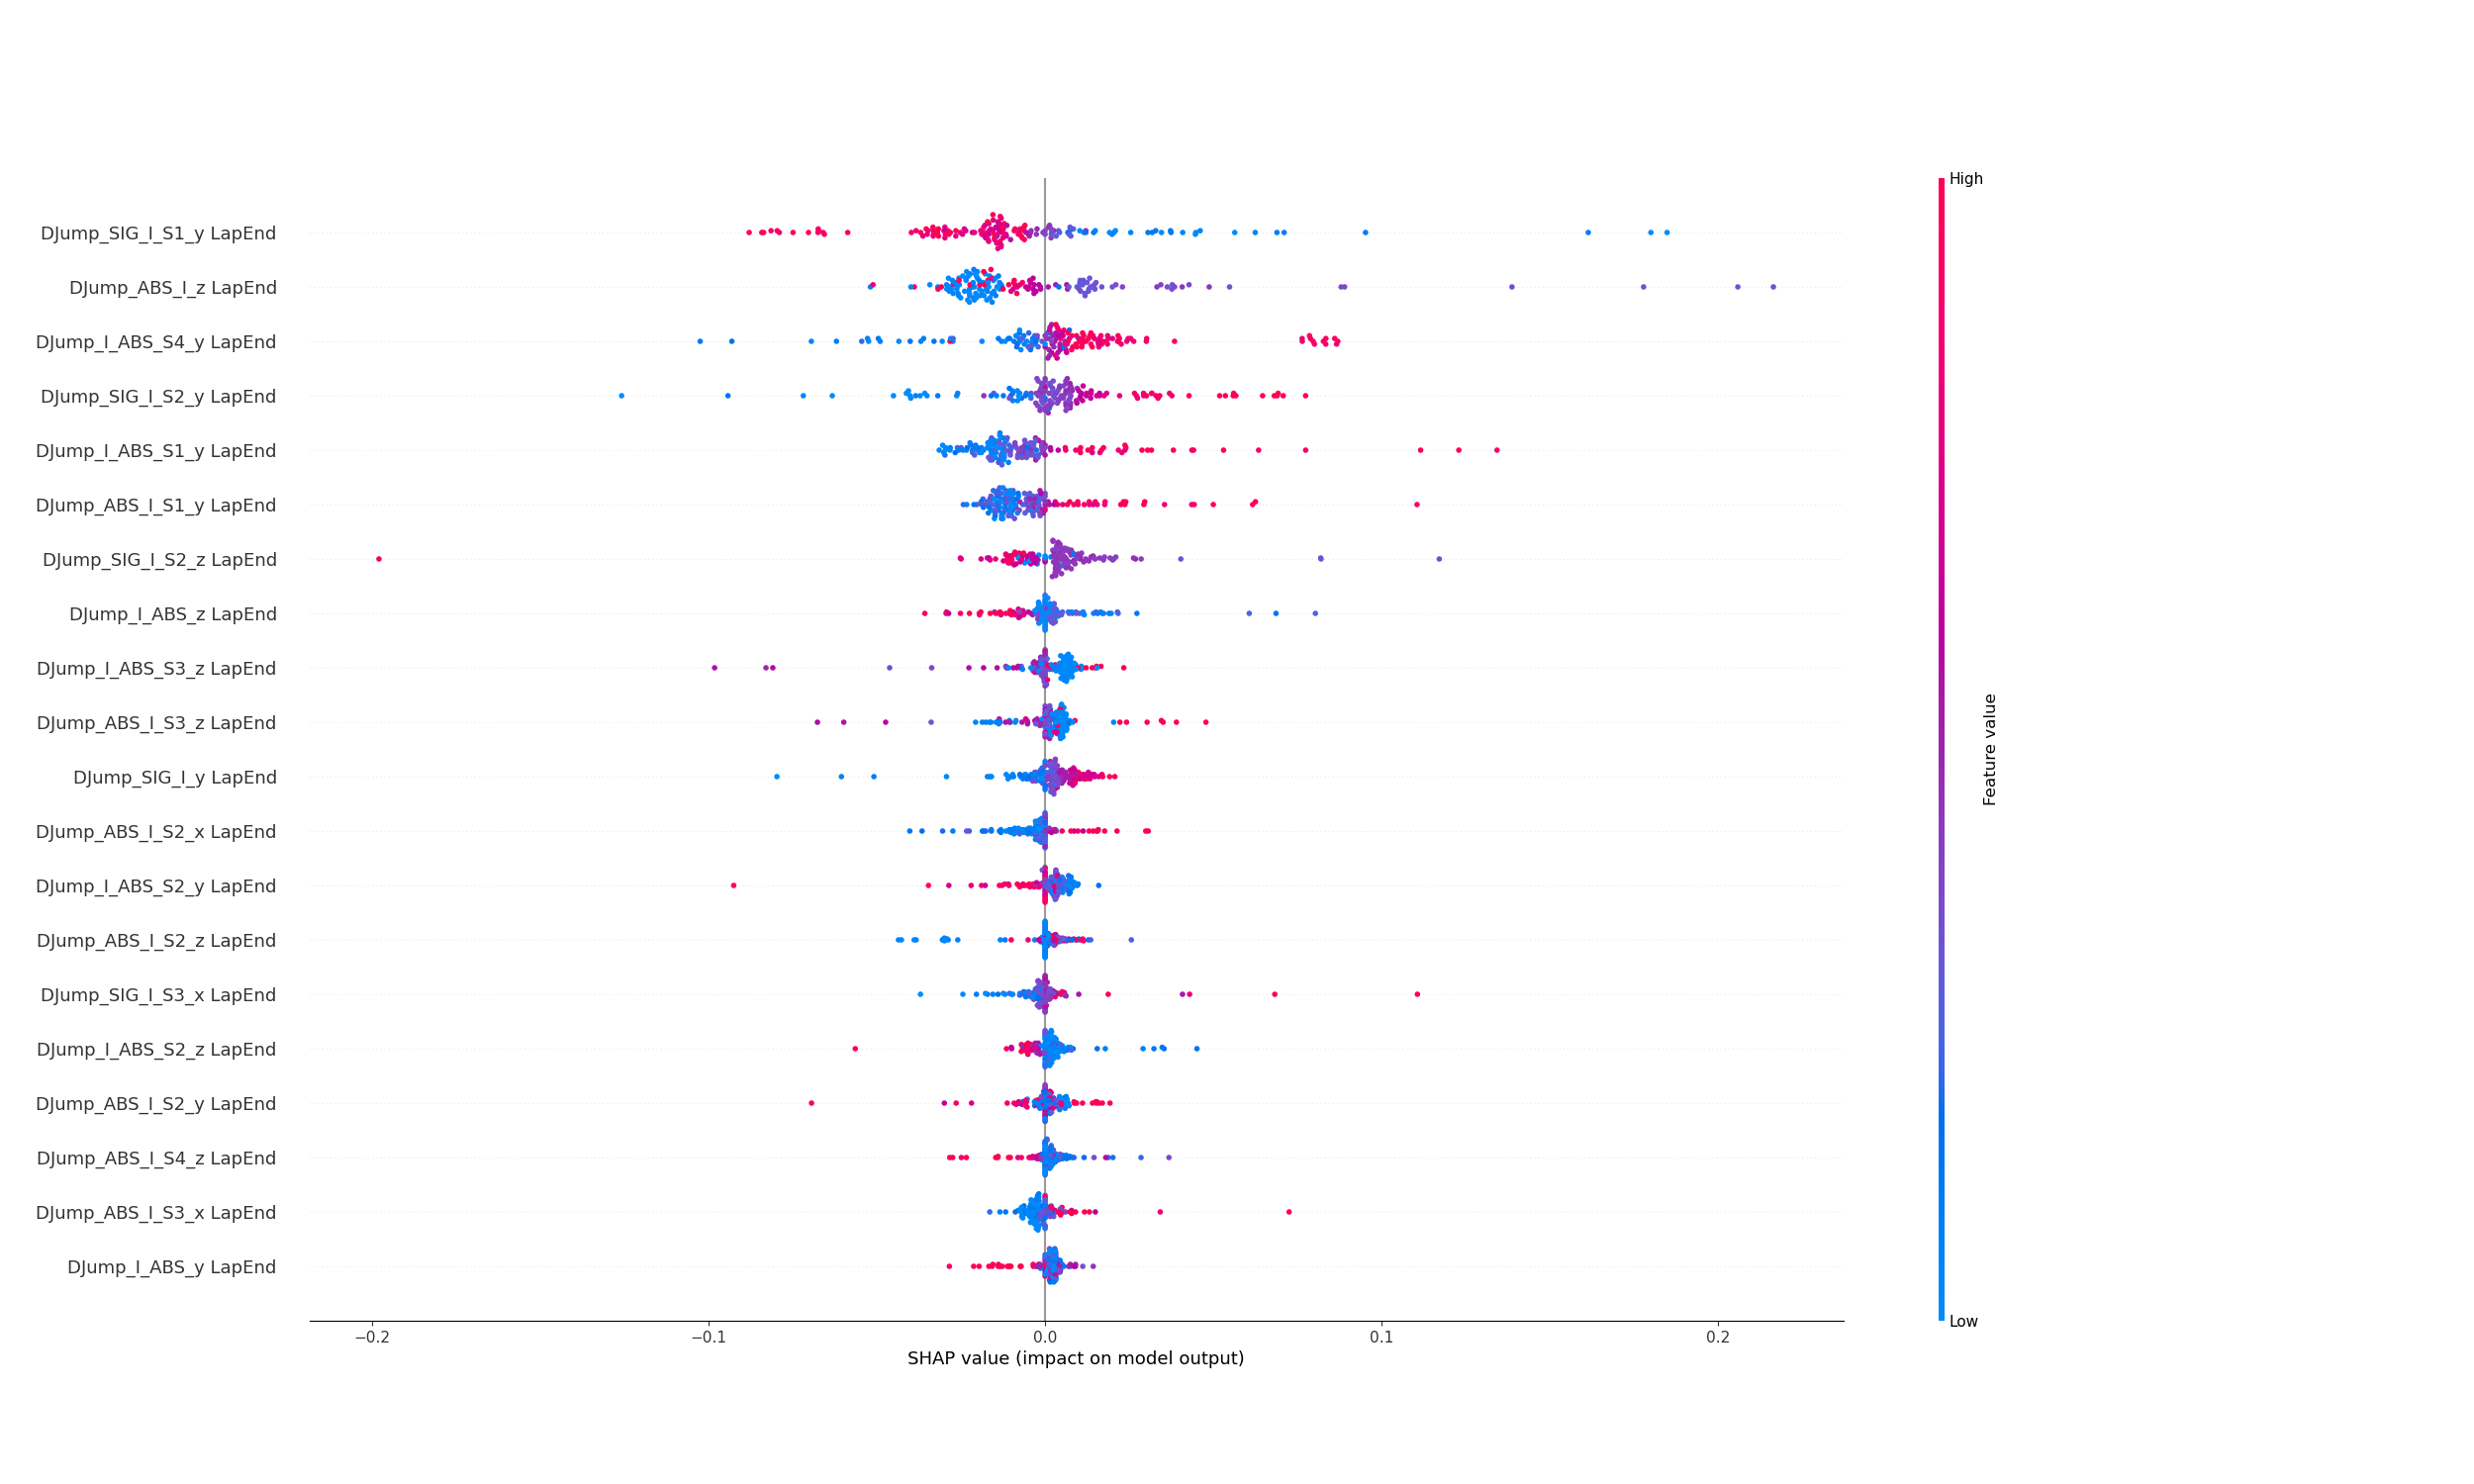 High
DJump_SIG_I_S1_y LapEnd
DJump_ABS_I_z LapEnd
DJump_I_ABS_S4_y LapEnd
DJump_SIG_I_S2_y LapEnd
DJump_I_ABS_S1_y LapEnd
DJump_ABS_I_S1_y LapEnd
DJump_SIG_I_S2_z LapEnd
DJump_I_ABS_z LapEnd
DJump_I_ABS_S3_z LapEnd
DJump_ABS_I_S3_z LapEnd
DJump_SIG_I_y LapEnd
DJump_ABS_I_S2_x LapEnd
DJump_I_ABS_S2_y LapEnd
DJump_ABS_I_S2_z LapEnd
DJump_SIG_I_S3_x LapEnd
DJump_I_ABS_S2_z LapEnd
DJump_ABS_I_S2_y LapEnd
DJump_ABS_I_S4_z LapEnd
DJump_ABS_I_S3_x LapEnd
DJump_I_ABS_y LapEnd
Feature value
Low
−0.2 −0.1 0.0 0.1 0.2
SHAP value (impact on model output)